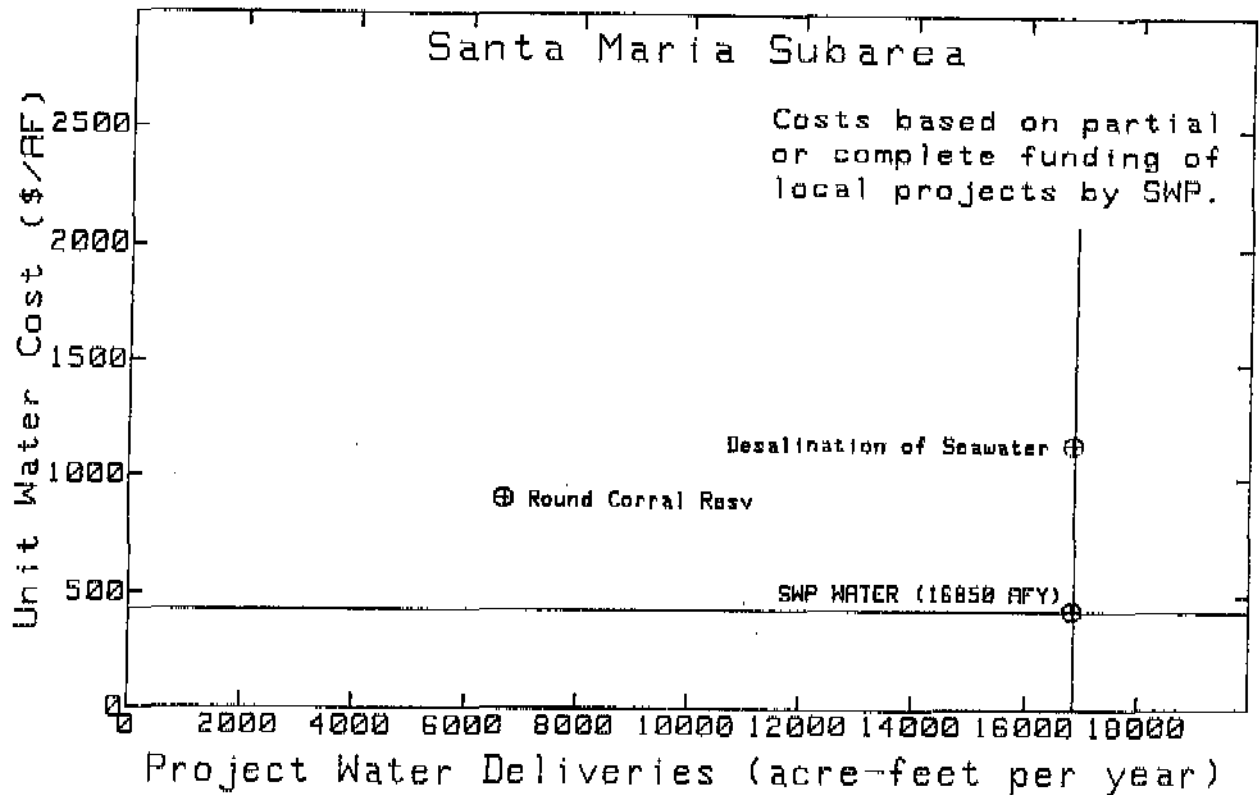 Santa Maria Subarea
Costs based on partial
or complete funding of
local projects by SWP.
Unit Water Cost ($/AF)
2500
2000
1500
1000
500
0
Desalination of Seawater
Round Corral Resv
SWP WATER (16850 AFY)
0 2000 4000 6000 8000 10000 12000 14000 16000 18000
Project Water Deliveries (acre-feet per year)